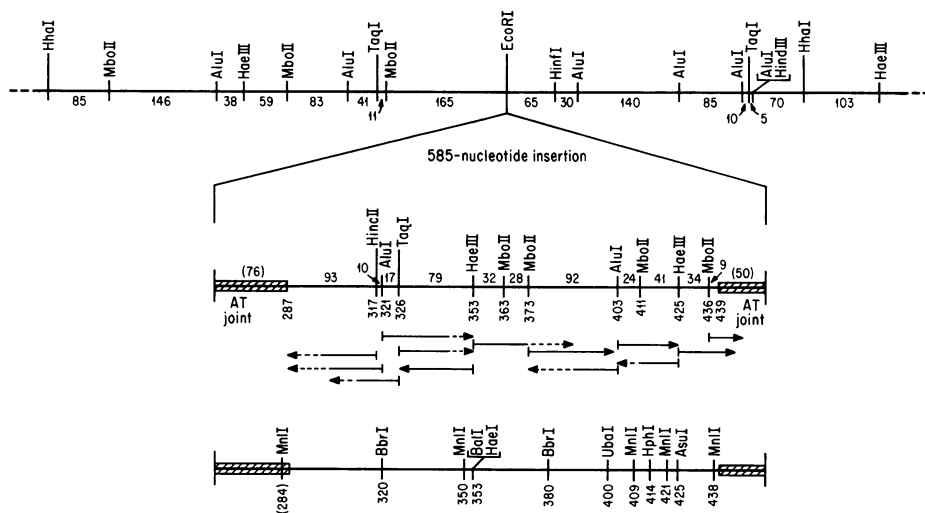 HhaI MboII AluI HaeIII MboII AluI TaqI MboII EcoRI HinfI AluI AluI AluI TaqI AluI HindIII HhaI HaeIII
85 146 38 59 83 41 11 165 65 30 140 85 10 5 70 103
585-nucleotide insertion
HincII AluI TaqI HaeIII MboII MboII AluI MboII HaeIII MboII
(76) 93 10 17 79 32 28 92 24 41 34 9 (50)
AT joint 287 317 321 326 353 363 373 403 411 425 436 439 AT joint
MnlI BbrI MnlI BalI HaeI BbrI UbaI MnlI HphI MnlI AsuI MnlI
(284) 320 350 353 380 400 409 414 421 425 438